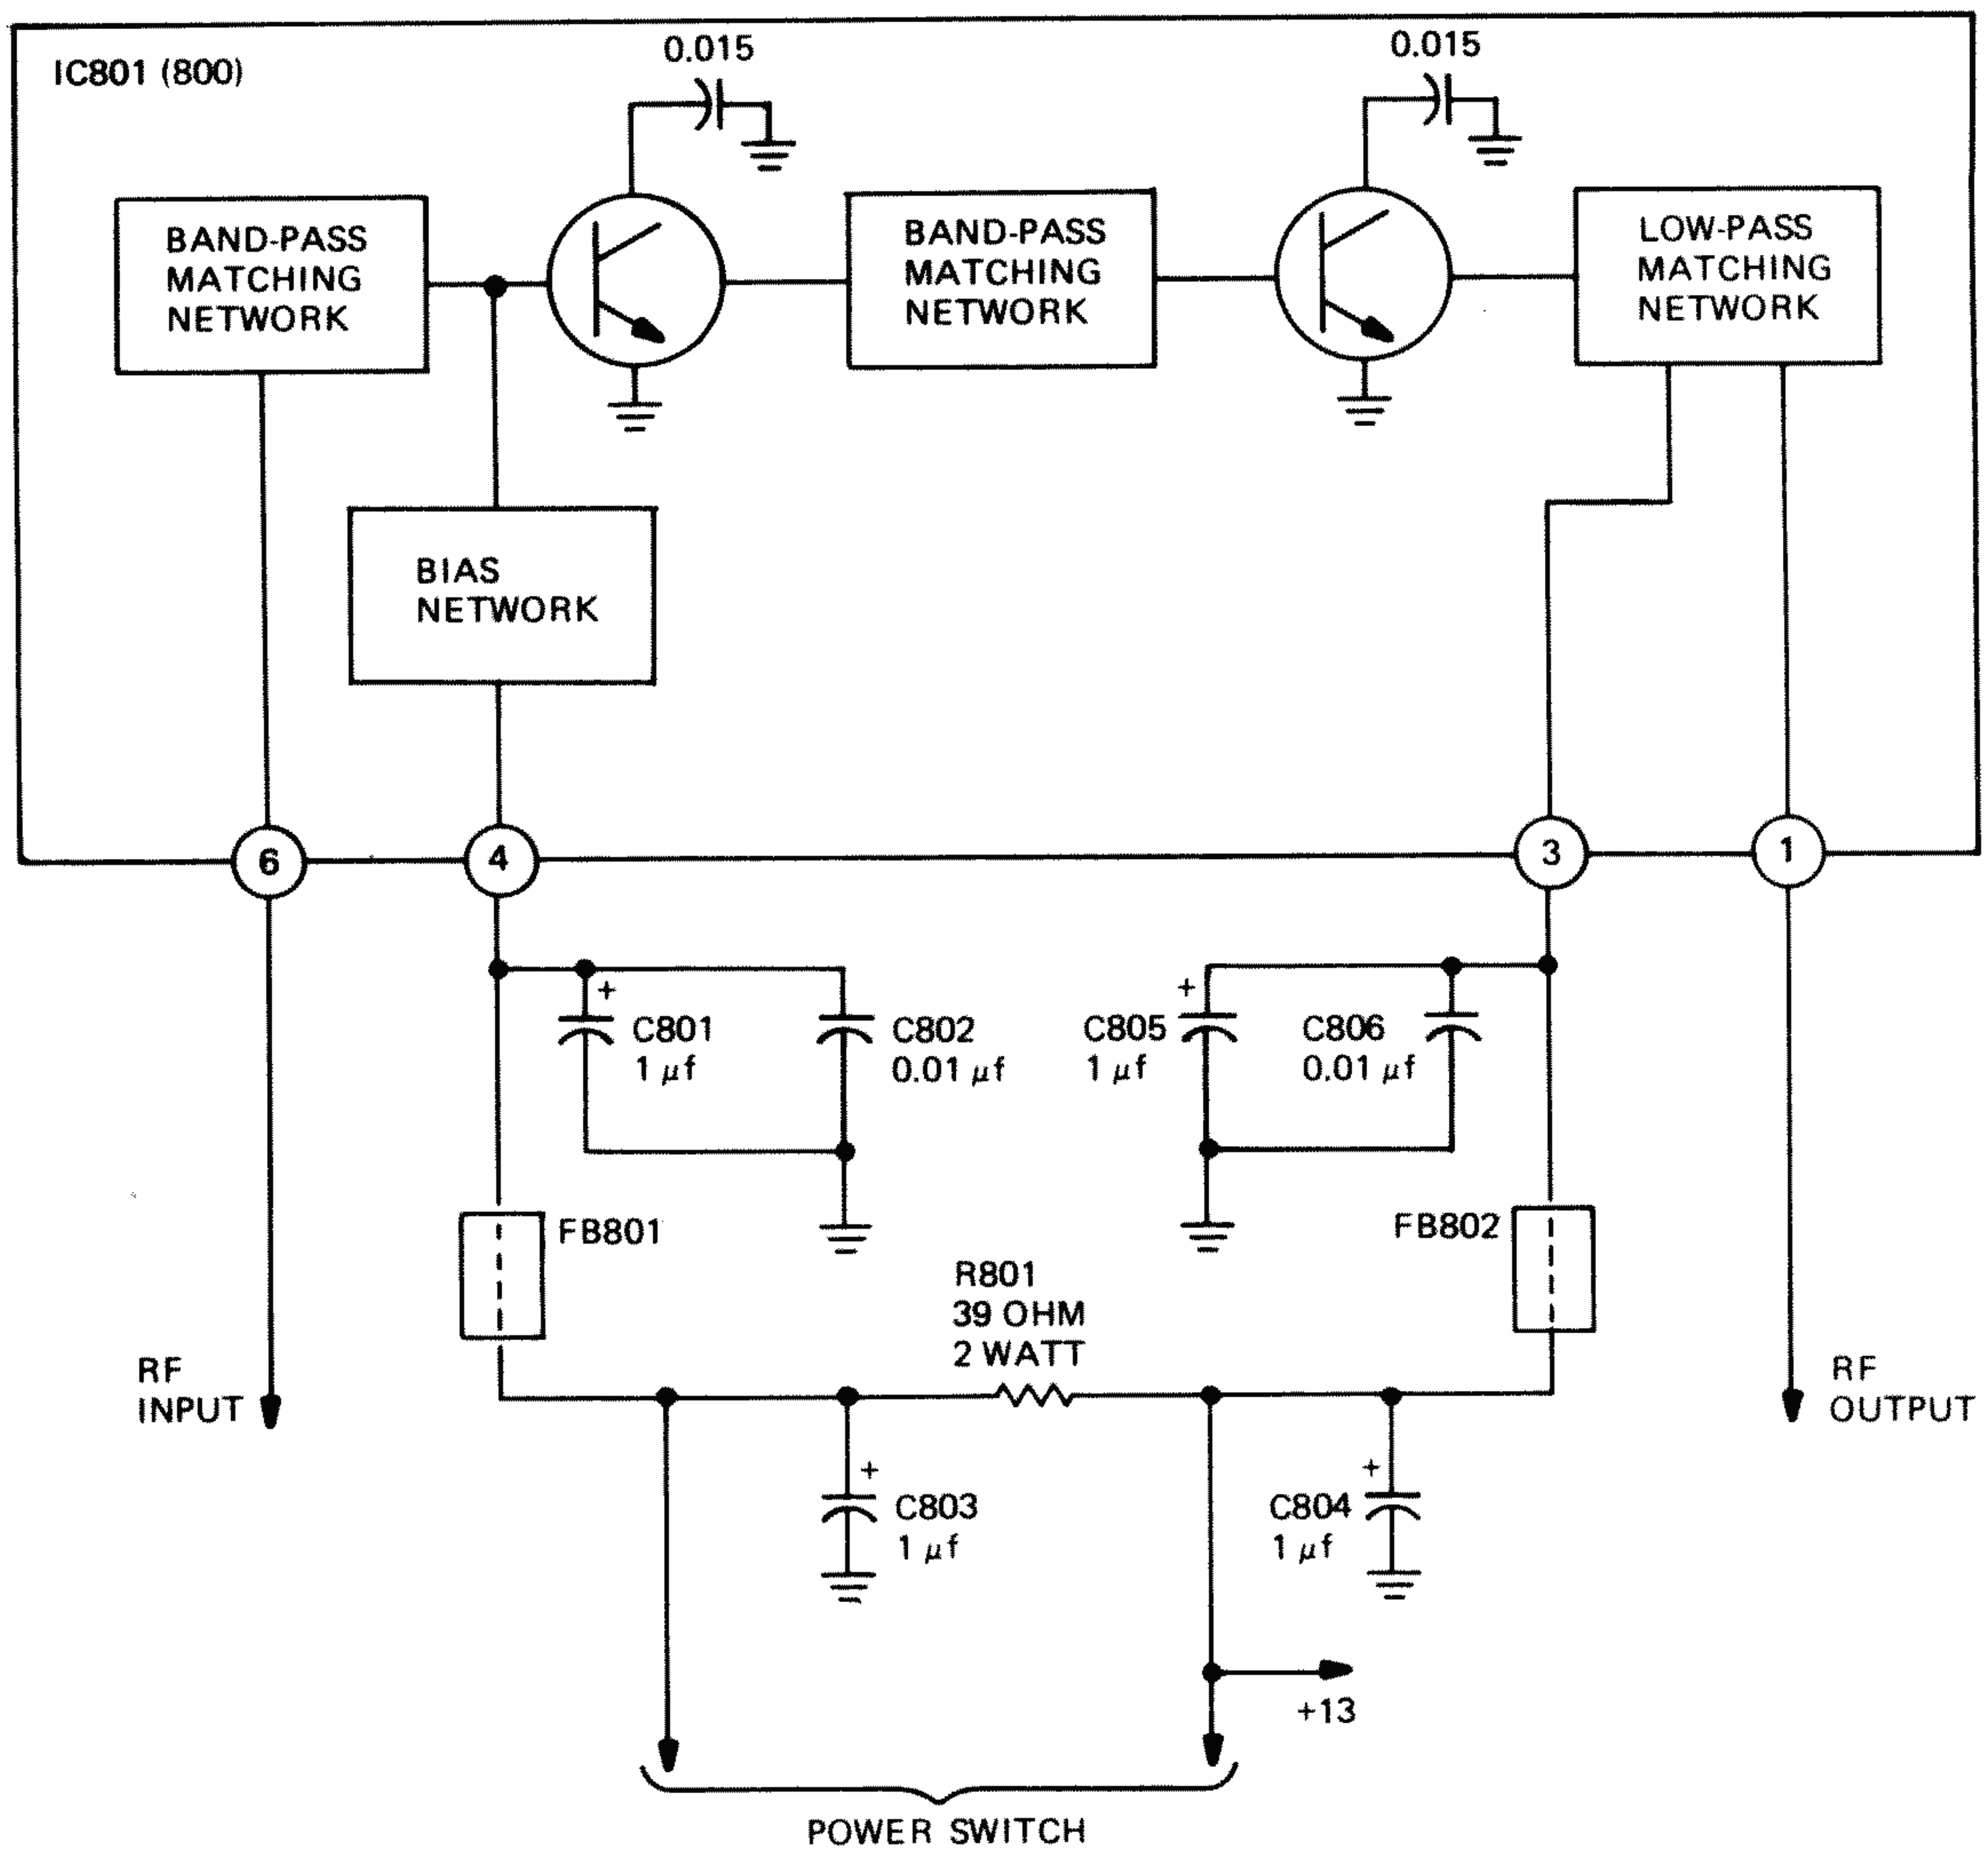 IC801 (800)
0.015
0.015
BAND-PASS
MATCHING
NETWORK
BAND-PASS
MATCHING
NETWORK
LOW-PASS
MATCHING
NETWORK
BIAS
NETWORK
6
4
3
1
+
C801
1 μf
C802
0.01 μf
+
C805
1 μf
C806
0.01 μf
FB801
FB802
R801
39 OHM
2 WATT
RF
INPUT
RF
OUTPUT
+
C803
1 μf
+
C804
1 μf
+13
POWER SWITCH